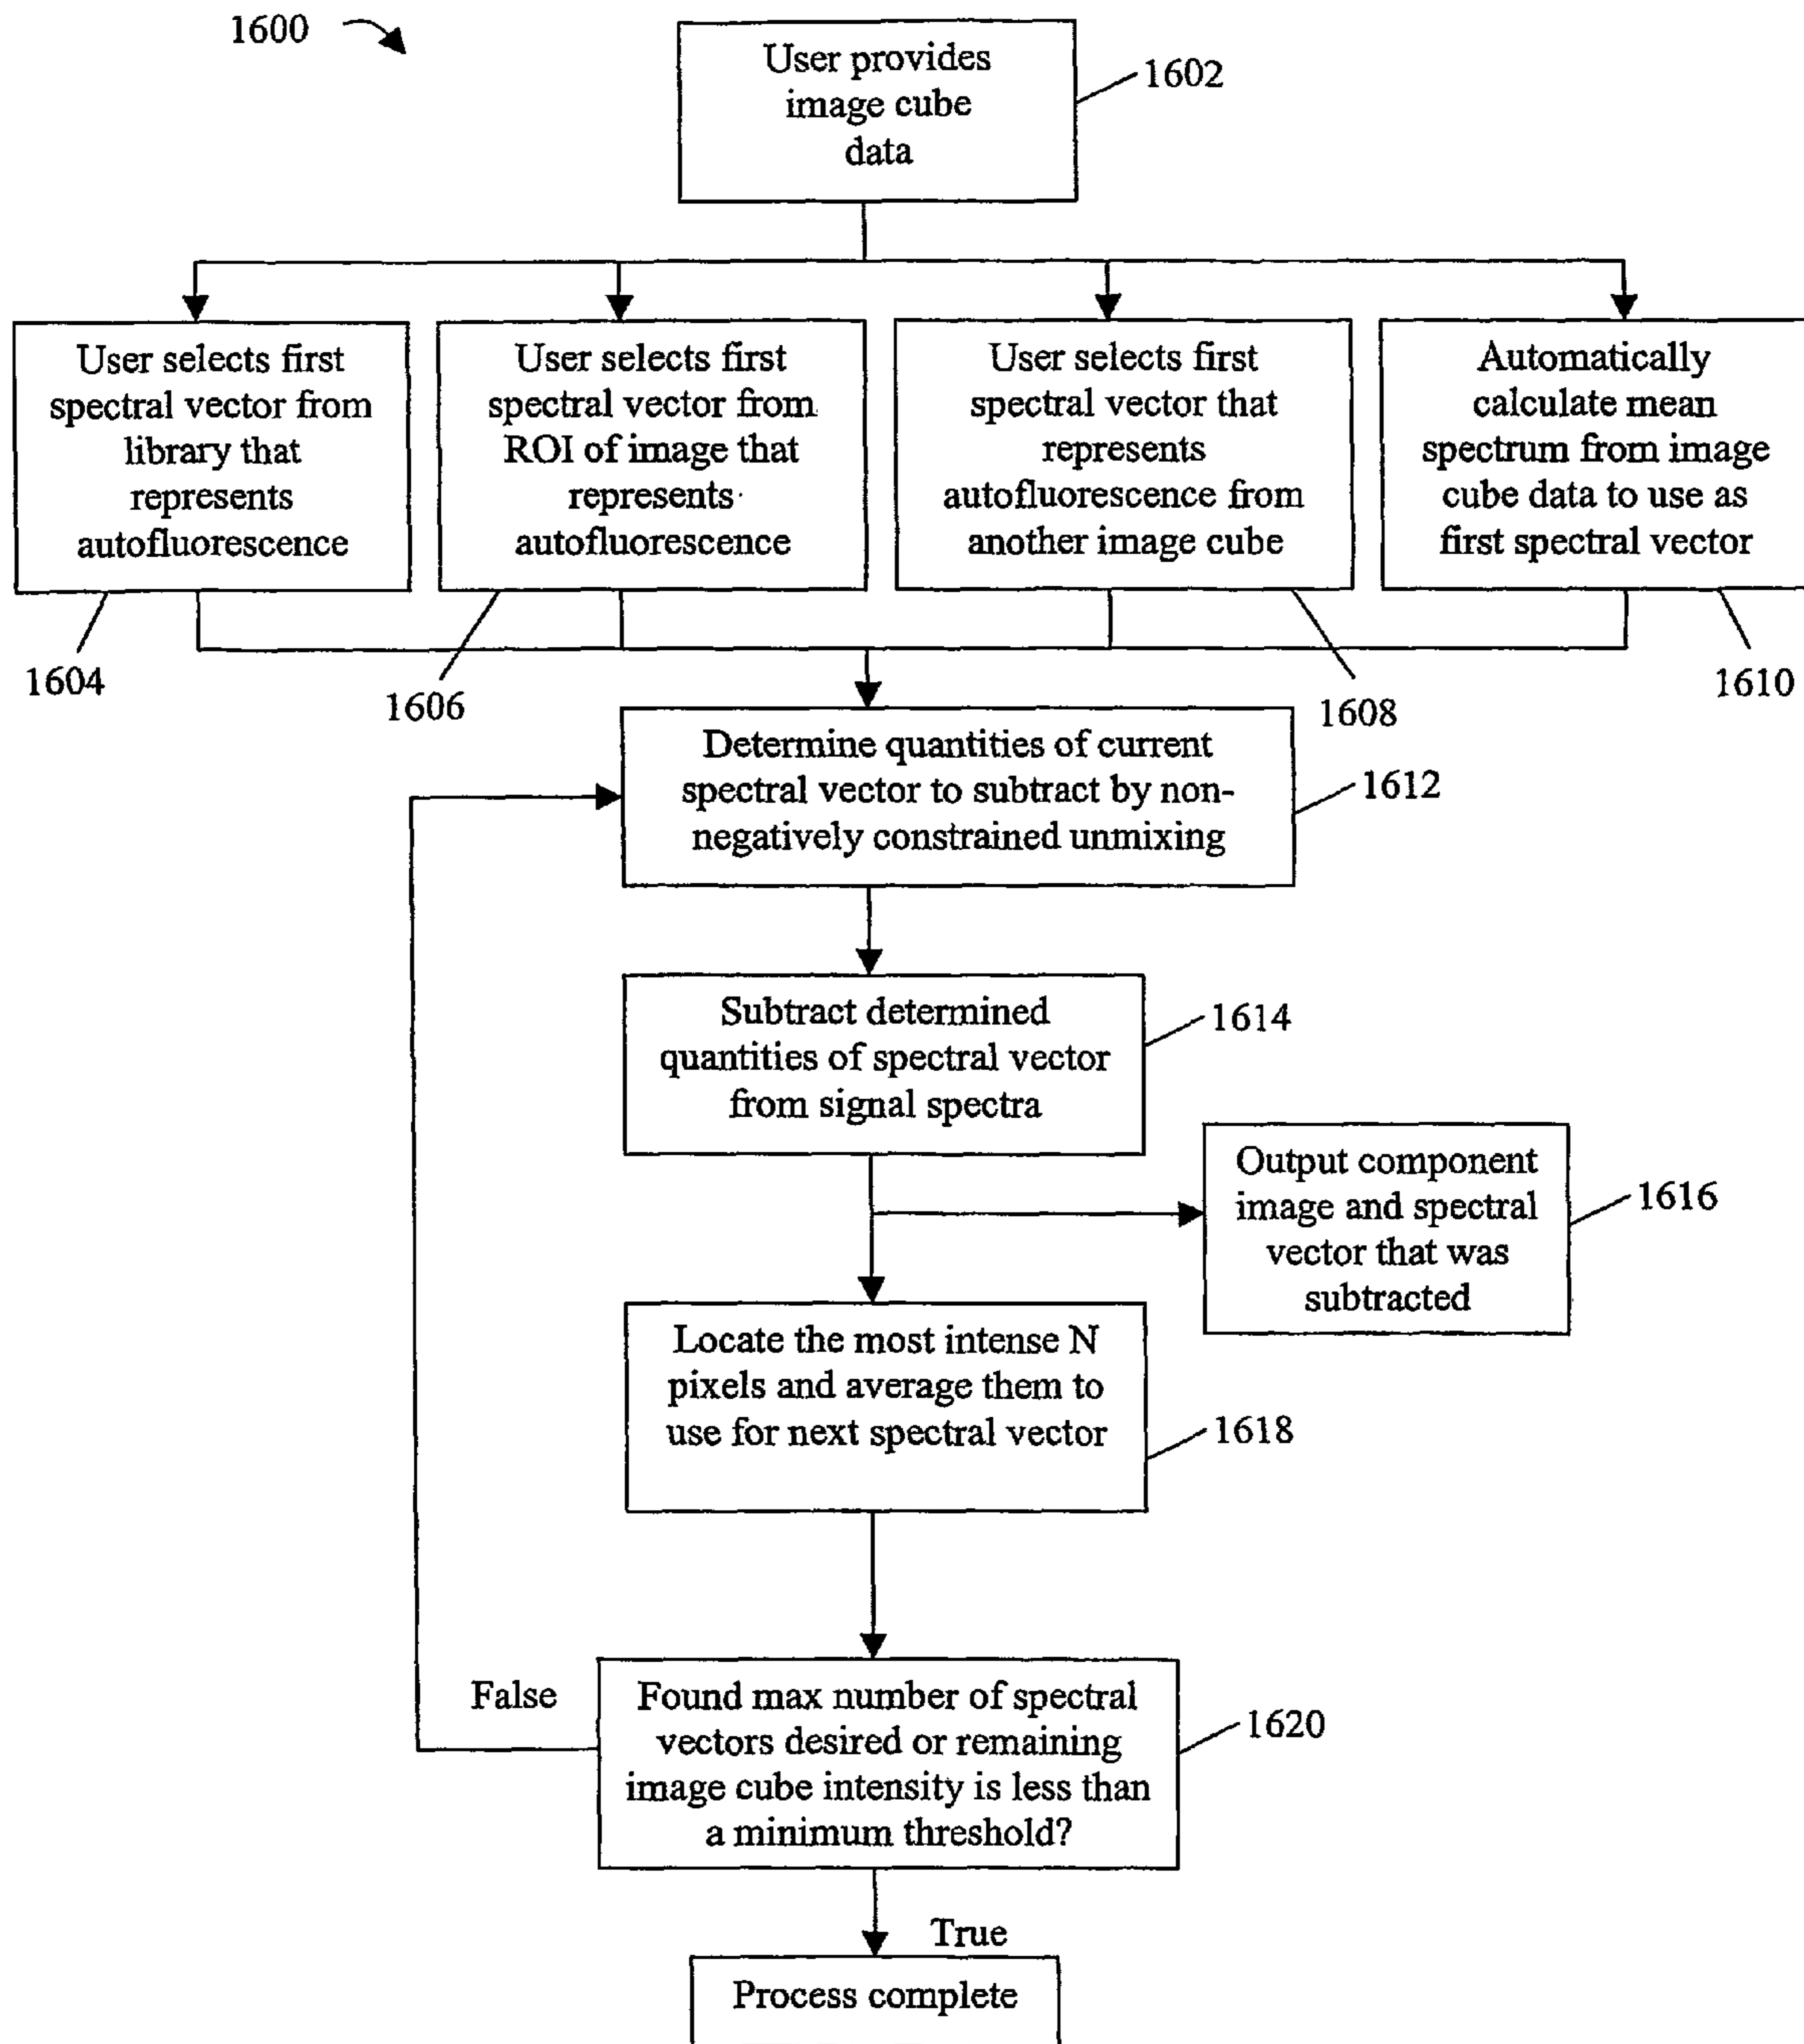 1600
User provides
image cube
data
1602
User selects first
spectral vector from
library that
represents
autofluorescence
User selects first
spectral vector from
ROI of image that
represents
autofluorescence
User selects first
spectral vector that
represents
autofluorescence from
another image cube
Automatically
calculate mean
spectrum from image
cube data to use as
first spectral vector
1604
1606
1608
1610
Determine quantities of current
spectral vector to subtract by non-
negatively constrained unmixing
1612
Subtract determined
quantities of spectral vector
from signal spectra
1614
Output component
image and spectral
vector that was
subtracted
1616
Locate the most intense N
pixels and average them to
use for next spectral vector
1618
False
Found max number of spectral
vectors desired or remaining
image cube intensity is less than
a minimum threshold?
1620
True
Process complete